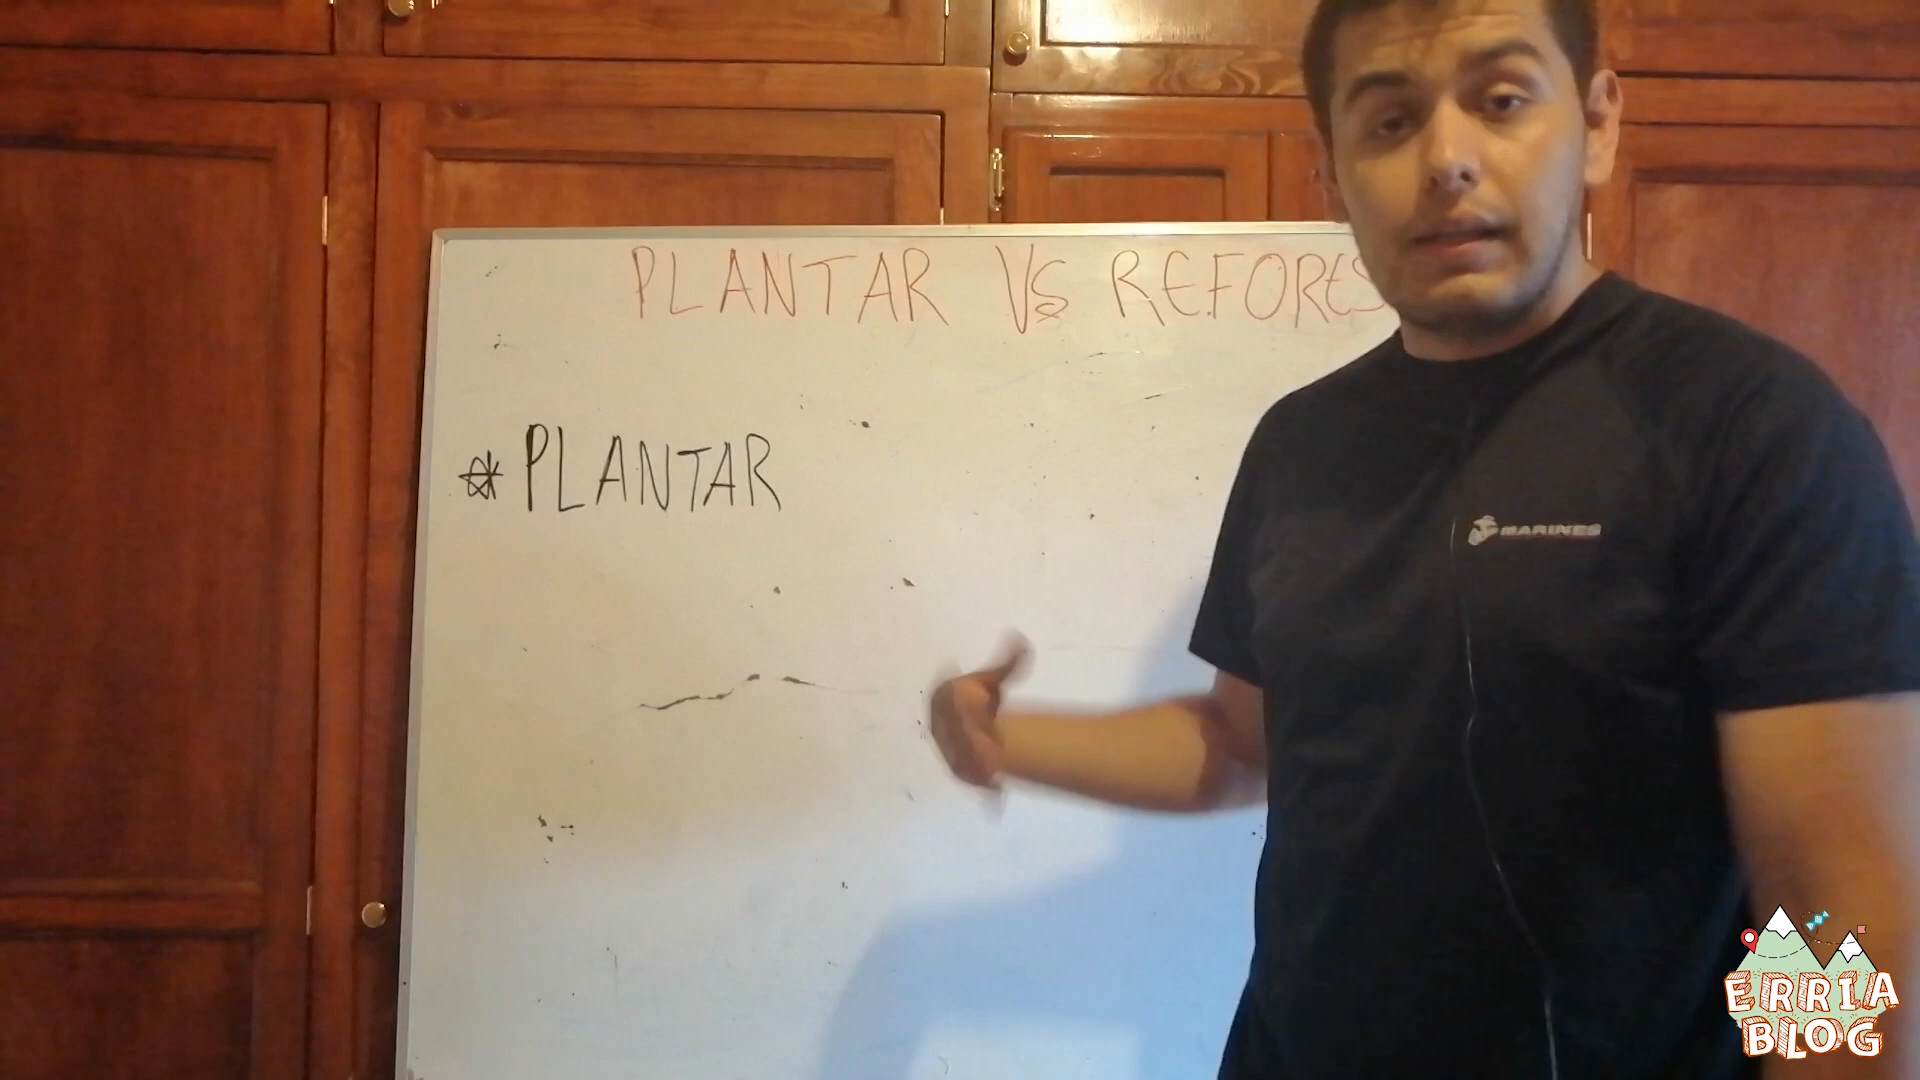 PLANTAR VS REFORES
* PLANTAR
MARINES
ERRIA
BLOG